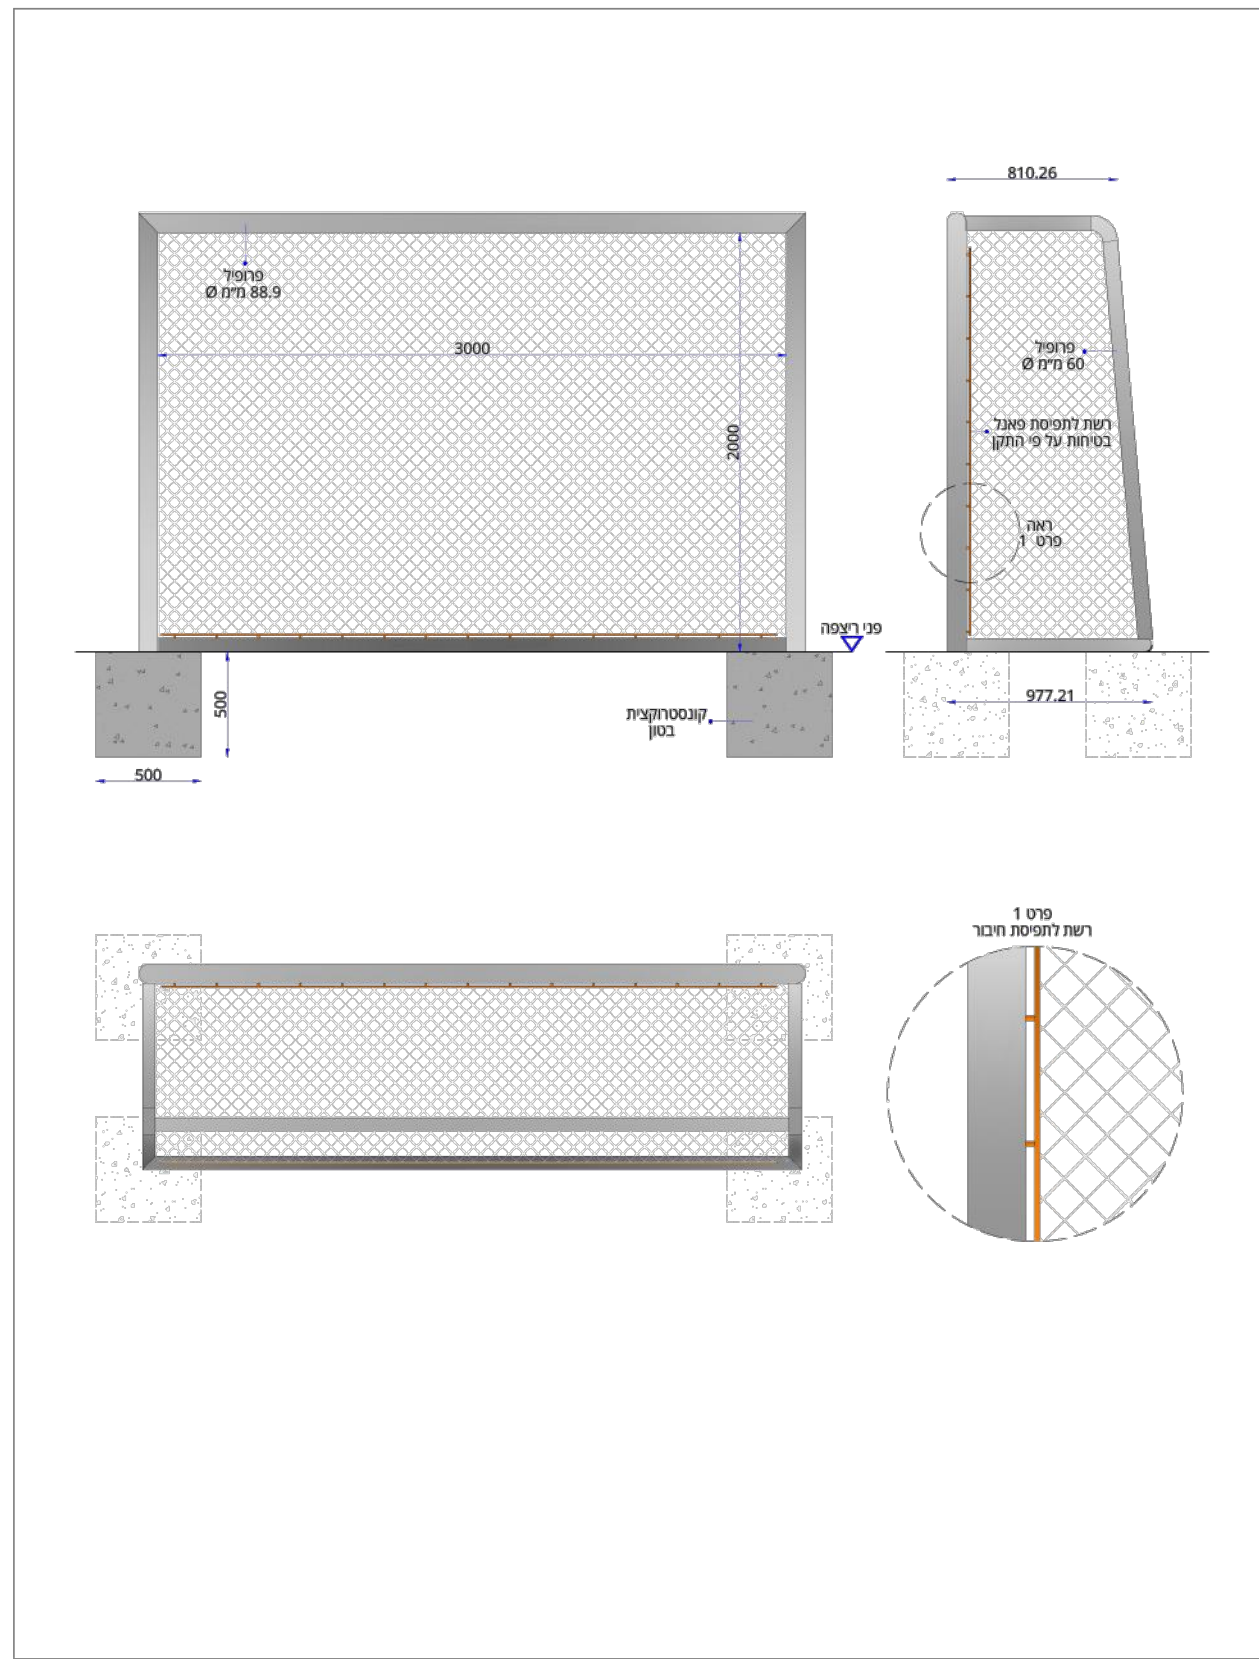 810.26
פרופיל
Ø 88.9 מ״מ
3000
2000
פרופיל
Ø 60 מ״מ
רשת לתפיסת פאנל
בטיחות על פי התקן
ראה
פרט 1
פני ריצפה
500
קונסטרוקצית
בטון
977.21
500
פרט 1
רשת לתפיסת חיבור